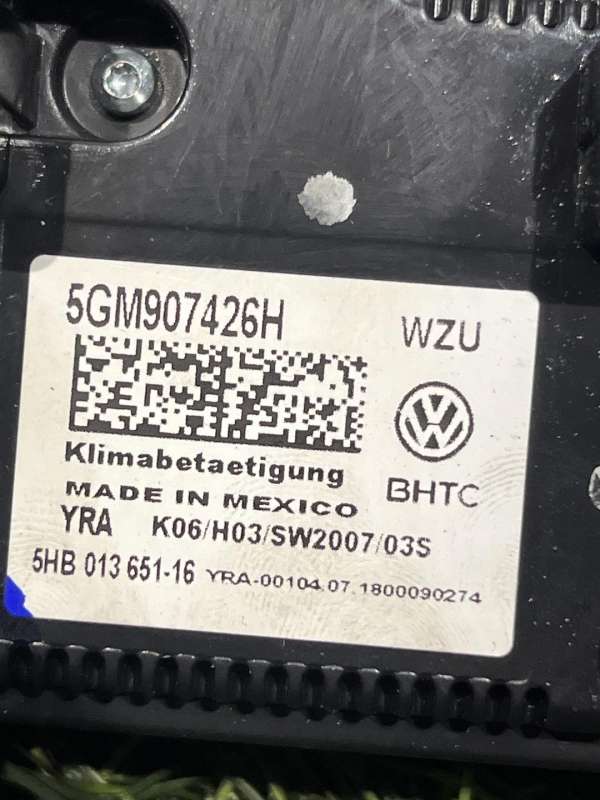 5GM907426H
WZU
Klimabetaetigung
BHTC
MADE IN MEXICO
YRA K06/H03/SW2007/03S
5HB 013 651-16 YRA-00104.07.1800090274